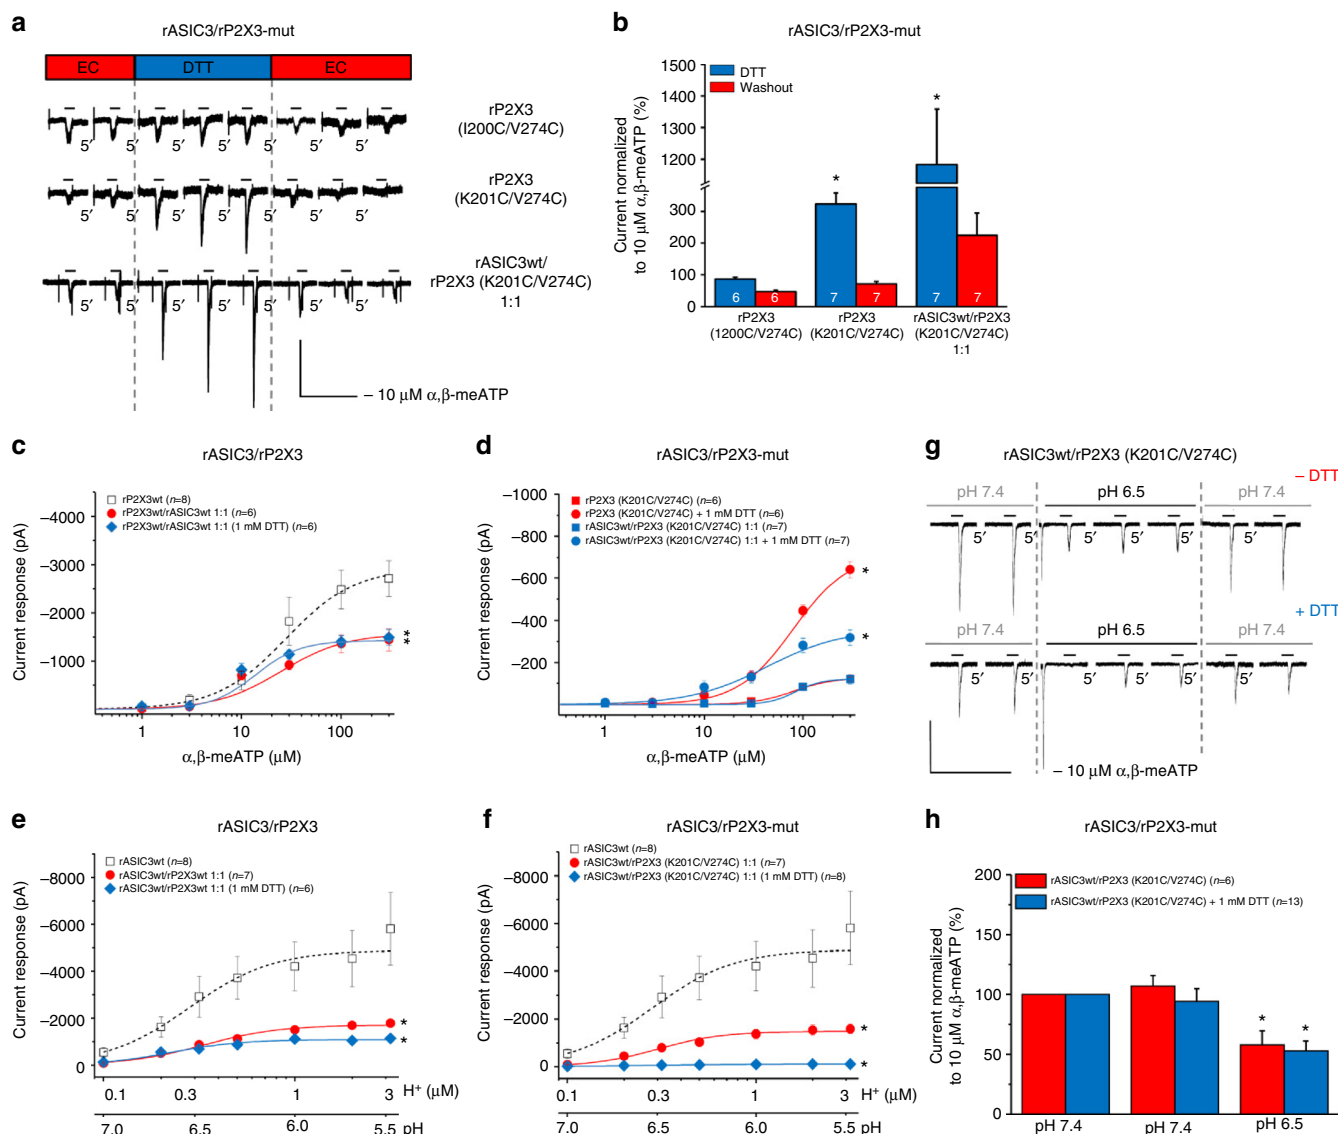 a
rASIC3/rP2X3-mut
EC
DTT
EC
rP2X3
(I200C/V274C)
5′ 5′ 5′ 5′ 5′ 5′ 5′
rP2X3
(K201C/V274C)
5′ 5′ 5′ 5′ 5′ 5′ 5′
rASIC3wt/
rP2X3 (K201C/V274C)
1:1
5′ 5′ 5′ 5′ 5′ 5′ 5′
– 10 μM α,β-meATP
b
rASIC3/rP2X3-mut
Current normalized
to 10 μM α,β-meATP (%)
1500
1400
1300
1200
300
200
100
0
DTT
Washout
*
*
6 6 7 7 7 7
rP2X3
(1200C/V274C)
rP2X3
(K201C/V274C)
rASIC3wt/rP2X3
(K201C/V274C)
1:1
c
rASIC3/rP2X3
Current response (pA)
rP2X3wt (n=8)
rP2X3wt/rASIC3wt 1:1 (n=6)
rP2X3wt/rASIC3wt 1:1 (1 mM DTT) (n=6)
–4000
–3000
–2000
–1000
*
*
1 10 100
α,β-meATP (μM)
d
rASIC3/rP2X3-mut
Current response (pA)
rP2X3 (K201C/V274C) (n=6)
rP2X3 (K201C/V274C) + 1 mM DTT (n=6)
rASIC3wt/rP2X3 (K201C/V274C) 1:1 (n=7)
rASIC3wt/rP2X3 (K201C/V274C) 1:1 + 1 mM DTT (n=7)
–1000
–800
–600
–400
–200
*
*
1 10 100
α,β-meATP (μM)
g
rASIC3wt/rP2X3 (K201C/V274C)
– DTT
pH 7.4 pH 6.5 pH 7.4
5′ 5′ 5′ 5′ 5′ 5′
+ DTT
pH 7.4 pH 6.5 pH 7.4
5′ 5′ 5′ 5′ 5′ 5′
– 10 μM α,β-meATP
e
rASIC3/rP2X3
Current response (pA)
rASIC3wt (n=8)
rASIC3wt/rP2X3wt 1:1 (n=7)
rASIC3wt/rP2X3wt 1:1 (1 mM DTT) (n=6)
–8000
–6000
–4000
–2000
0
*
*
0.1 0.3 1 3 H⁺ (μM)
7.0 6.5 6.0 5.5 pH
f
rASIC3/rP2X3-mut
Current response (pA)
rASIC3wt (n=8)
rASIC3wt/rP2X3 (K201C/V274C) 1:1 (n=7)
rASIC3wt/rP2X3 (K201C/V274C) 1:1 (1 mM DTT) (n=8)
–8000
–6000
–4000
–2000
0
*
*
0.1 0.3 1 3 H⁺ (μM)
7.0 6.5 6.0 5.5 pH
h
rASIC3/rP2X3-mut
Current normalized
to 10 μM α,β-meATP (%)
rASIC3wt/rP2X3 (K201C/V274C) (n=6)
rASIC3wt/rP2X3 (K201C/V274C) + 1 mM DTT (n=13)
200
150
100
50
0
* *
pH 7.4 pH 7.4 pH 6.5